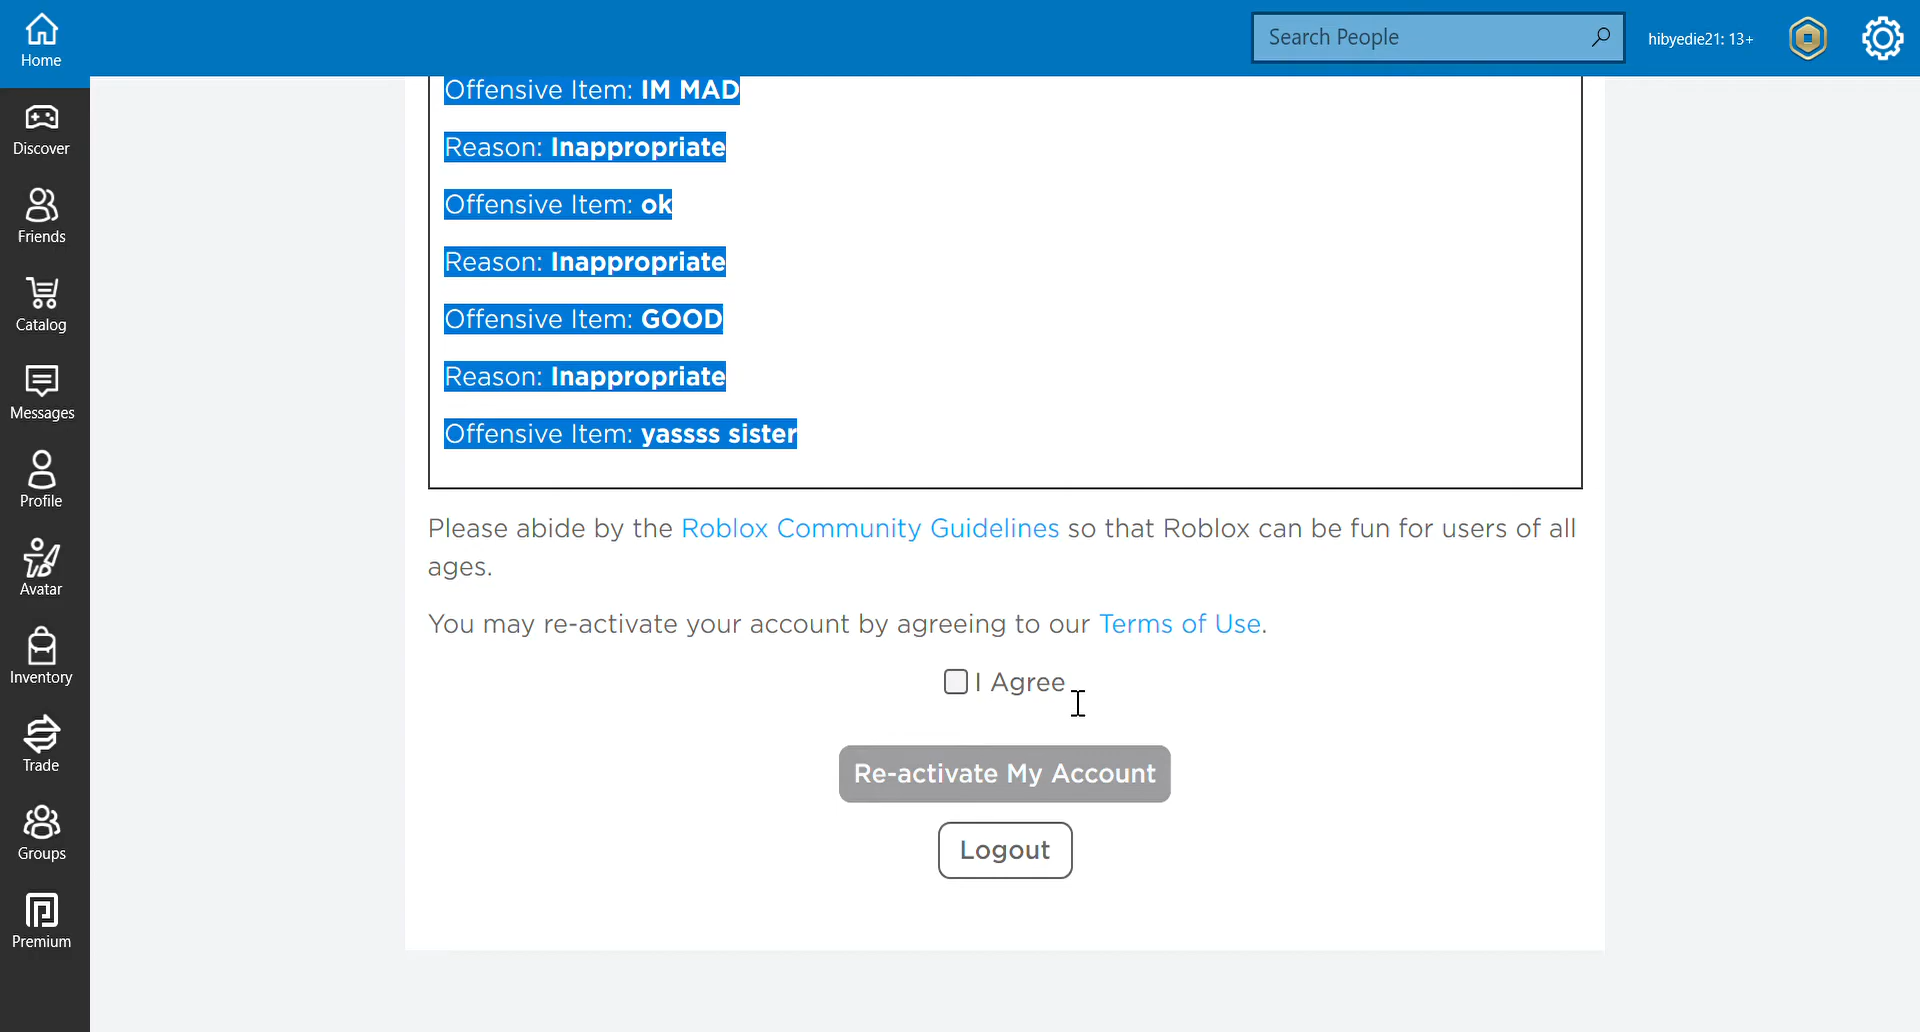 Search People
hibyedie21: 13+
Home
Discover
Friends
Catalog
Messages
Profile
Avatar
Inventory
Trade
Groups
Premium
Offensive Item: IM MAD
Reason: Inappropriate
Offensive Item: ok
Reason: Inappropriate
Offensive Item: GOOD
Reason: Inappropriate
Offensive Item: yassss sister
Please abide by the Roblox Community Guidelines so that Roblox can be fun for users of all
ages.
You may re-activate your account by agreeing to our Terms of Use.
I Agree
Re-activate My Account
Logout